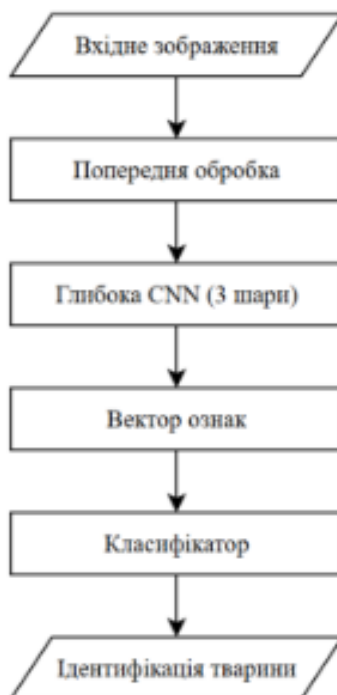 Вхідне зображення
Попередня обробка
Глибока CNN (3 шари)
Вектор ознак
Класифікатор
Ідентифікація тварини